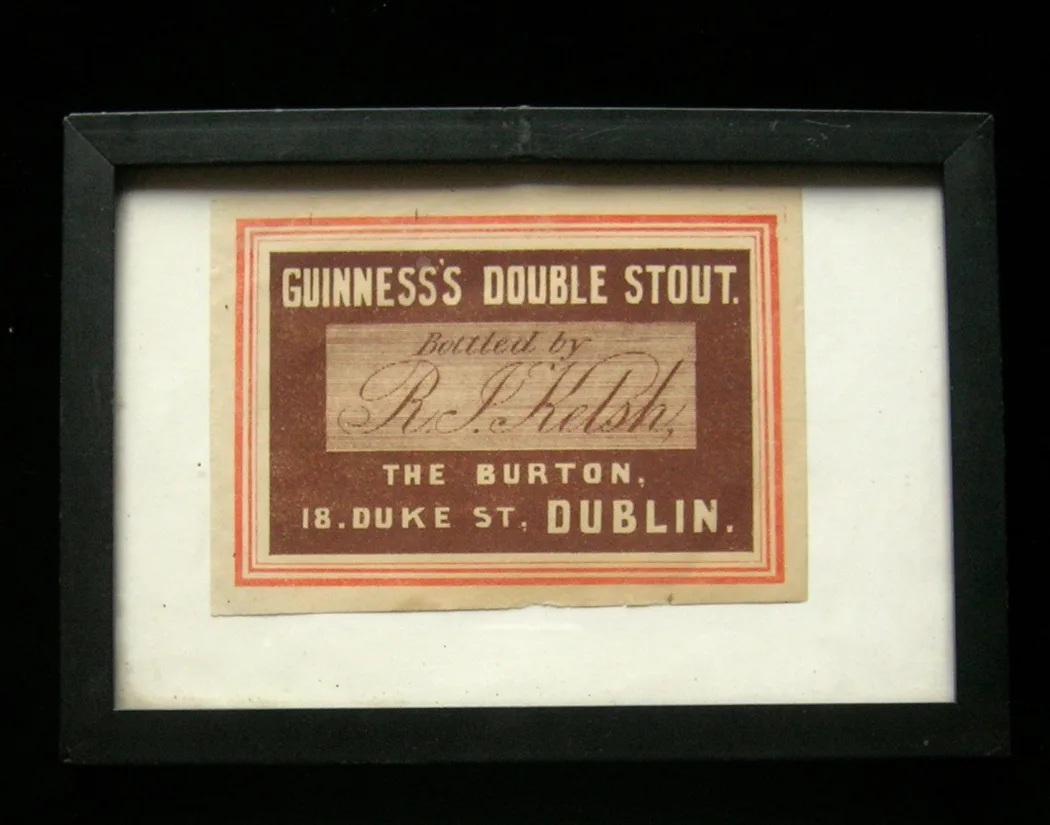 GUINNESS'S DOUBLE STOUT.
Bottled by
R. J. Kelsh,
THE BURTON,
18. DUKE ST, DUBLIN.